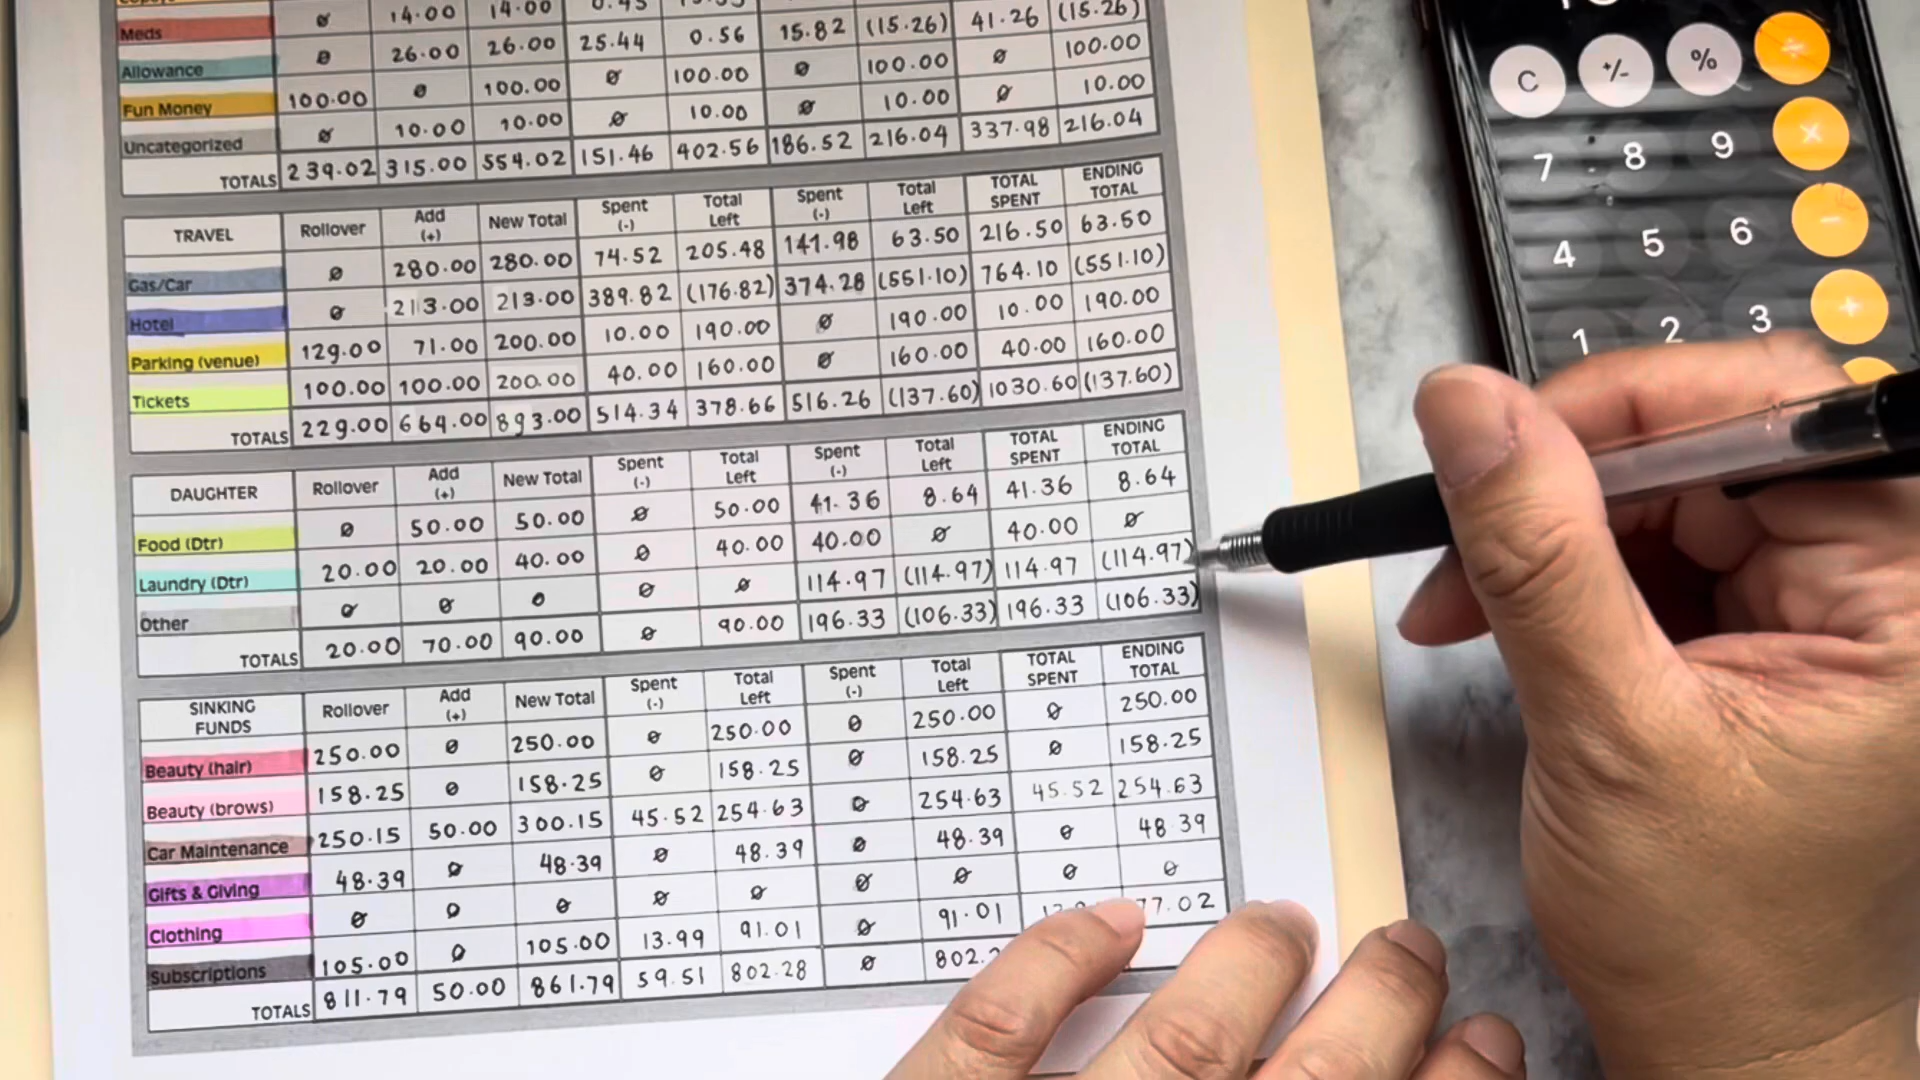 Meds ø 14.00 14.00
Allowance ø 26.00 26.00 25.44 0.56 15.82 (15.26) 41.26 (15.26)
Fun Money 100.00 ø 100.00 ø 100.00 ø 100.00 ø 100.00
Uncategorized ø 10.00 10.00 ø 10.00 ø 10.00 ø 10.00
TOTALS 239.02 315.00 554.02 151.46 402.56 186.52 216.04 337.98 216.04
TRAVEL Rollover Add (+) New Total Spent (-) Total Left Spent (-) Total Left TOTAL SPENT ENDING TOTAL
Gas/Car ø 280.00 280.00 74.52 205.48 141.98 63.50 216.50 63.50
Hotel ø 213.00 213.00 389.82 (176.82) 374.28 (551.10) 764.10 (551.10)
Parking (venue) 129.00 71.00 200.00 10.00 190.00 ø 190.00 10.00 190.00
Tickets 100.00 100.00 200.00 40.00 160.00 ø 160.00 40.00 160.00
TOTALS 229.00 664.00 893.00 514.34 378.66 516.26 (137.60) 1030.60 (137.60)
DAUGHTER Rollover Add (+) New Total Spent (-) Total Left Spent (-) Total Left TOTAL SPENT ENDING TOTAL
Food (Dtr) ø 50.00 50.00 ø 50.00 41.36 8.64 41.36 8.64
Laundry (Dtr) 20.00 20.00 40.00 ø 40.00 40.00 ø 40.00 ø
Other ø ø ø ø ø 114.97 (114.97) 114.97 (114.97)
TOTALS 20.00 70.00 90.00 ø 90.00 196.33 (106.33) 196.33 (106.33)
SINKING FUNDS Rollover Add (+) New Total Spent (-) Total Left Spent (-) Total Left TOTAL SPENT ENDING TOTAL
Beauty (hair) 250.00 ø 250.00 ø 250.00 ø 250.00 ø 250.00
Beauty (brows) 158.25 ø 158.25 ø 158.25 ø 158.25 ø 158.25
Car Maintenance 250.15 50.00 300.15 45.52 254.63 ø 254.63 45.52 254.63
Gifts & Giving 48.39 ø 48.39 ø 48.39 ø 48.39 ø 48.39
Clothing ø ø ø ø ø ø ø ø ø
Subscriptions 105.00 ø 105.00 13.99 91.01 ø 91.01 77.02
TOTALS 811.79 50.00 861.79 59.51 802.28 ø 802.2
C +/- % ÷
7 8 9 ×
4 5 6 −
1 2 3 +